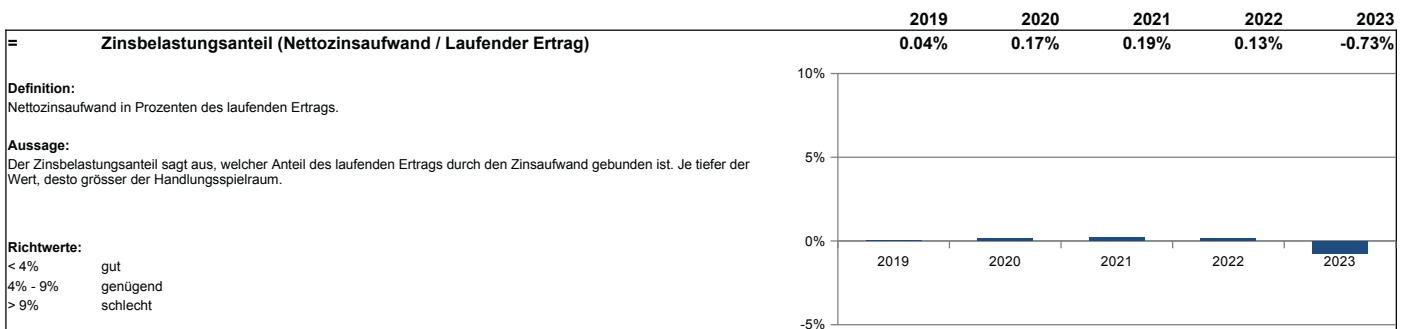 2019 2020 2021 2022 2023
= Zinsbelastungsanteil (Nettozinsaufwand / Laufender Ertrag) 0.04% 0.17% 0.19% 0.13% -0.73%
Definition:
Nettozinsaufwand in Prozenten des laufenden Ertrags.
Aussage:
Der Zinsbelastungsanteil sagt aus, welcher Anteil des laufenden Ertrags durch den Zinsaufwand gebunden ist. Je tiefer der
Wert, desto grösser der Handlungsspielraum.
Richtwerte:
< 4% gut
4% - 9% genügend
> 9% schlecht
10%
5%
0%
2019 2020 2021 2022 2023
-5%